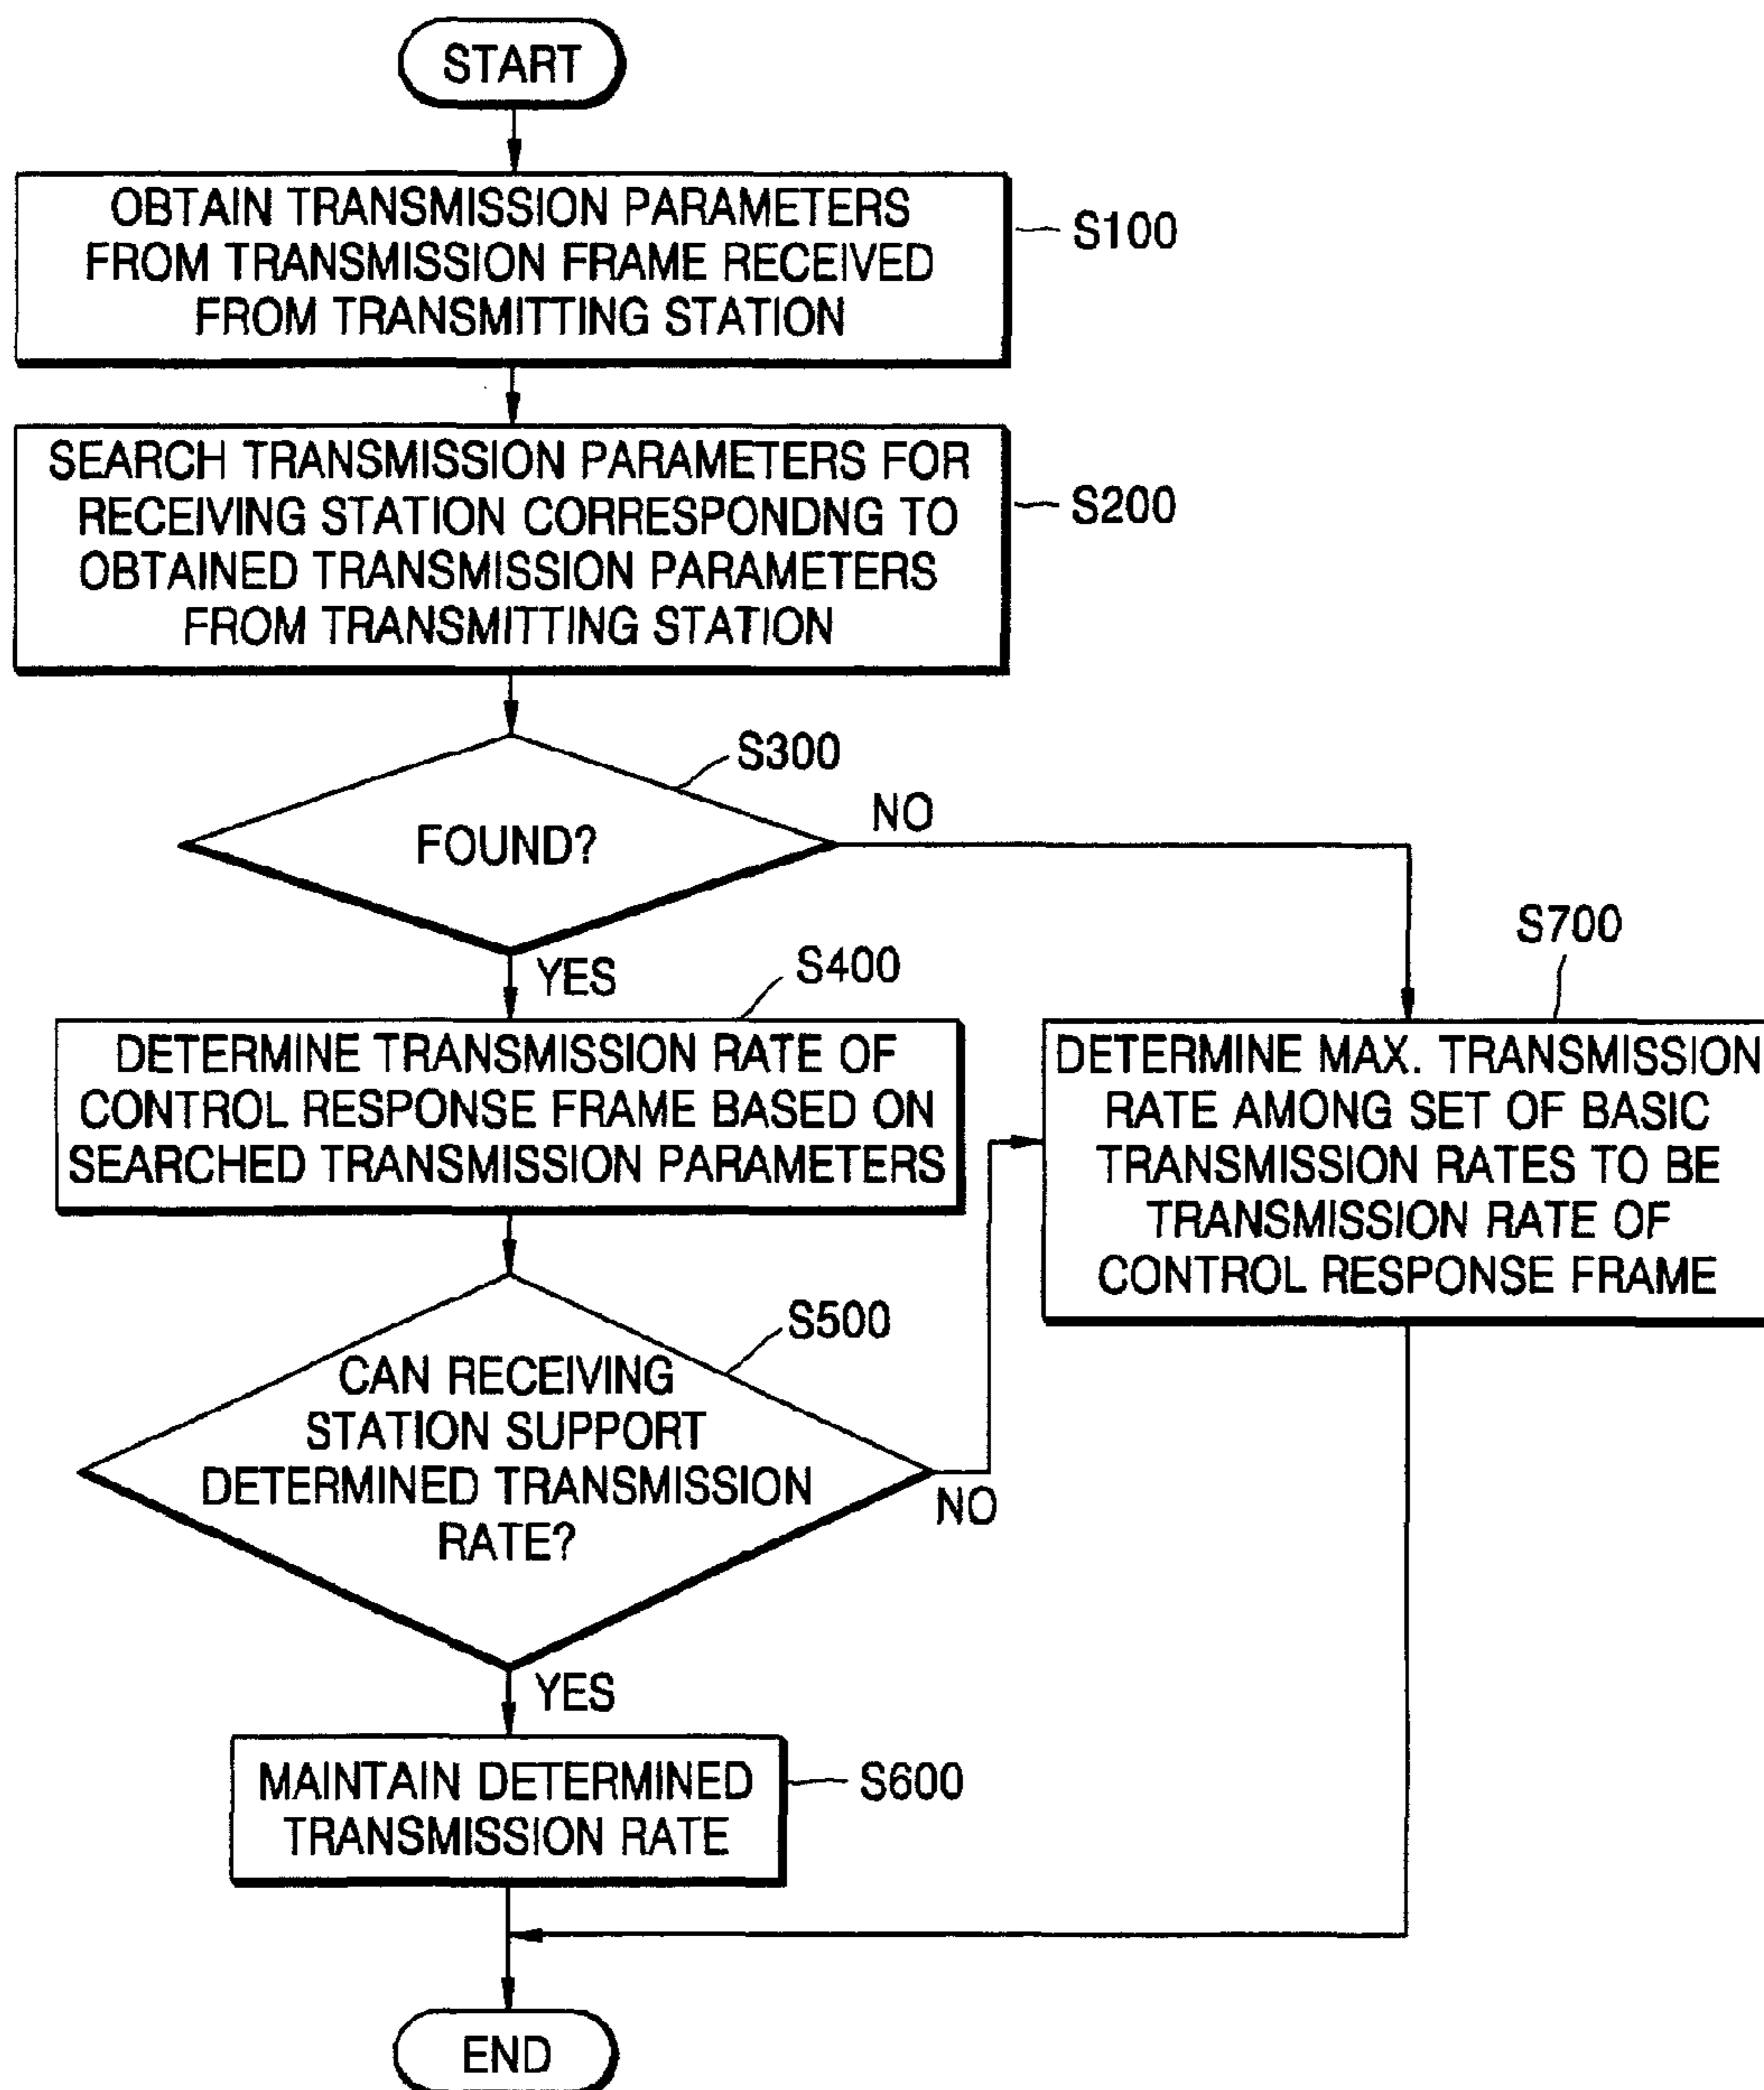 START
OBTAIN TRANSMISSION PARAMETERS
FROM TRANSMISSION FRAME RECEIVED
FROM TRANSMITTING STATION
S100
SEARCH TRANSMISSION PARAMETERS FOR
RECEIVING STATION CORRESPONDNG TO
OBTAINED TRANSMISSION PARAMETERS
FROM TRANSMITTING STATION
S200
S300
FOUND?
NO
YES
S400
DETERMINE TRANSMISSION RATE OF
CONTROL RESPONSE FRAME BASED ON
SEARCHED TRANSMISSION PARAMETERS
S700
DETERMINE MAX. TRANSMISSION
RATE AMONG SET OF BASIC
TRANSMISSION RATES TO BE
TRANSMISSION RATE OF
CONTROL RESPONSE FRAME
S500
CAN RECEIVING
STATION SUPPORT
DETERMINED TRANSMISSION
RATE?
NO
YES
MAINTAIN DETERMINED
TRANSMISSION RATE
S600
END